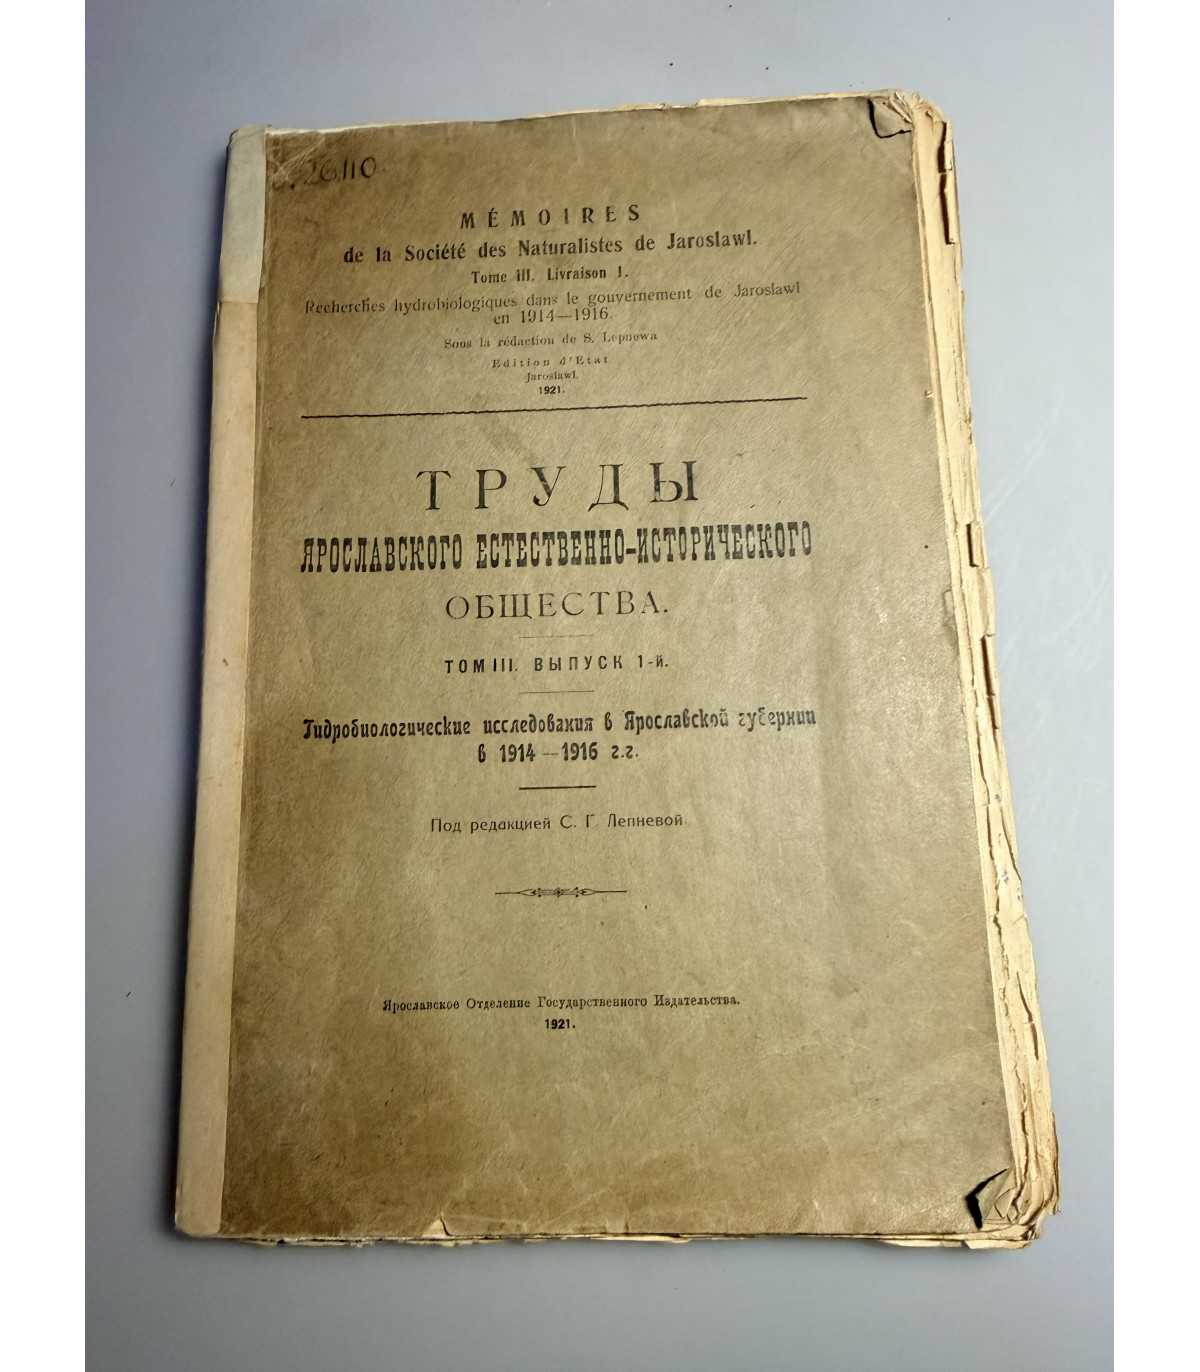 26110
MÉMOIRES
de la Société des Naturalistes de Jaroslawl.
Tome III. Livraison 1.
Recherches hydrobiologiques dans le gouvernement de Jaroslawl
en 1914—1916.
Sous la rédaction de S. Lepnewa
Edition d'Etat
Jaroslawl.
1921.
ТРУДЫ
ЯРОСЛАВСКОГО ЕСТЕСТВЕННО-ИСТОРИЧЕСКОГО
ОБЩЕСТВА.
ТОМ III. ВЫПУСК 1-й.
Гидробиологические исследования в Ярославской губернии
в 1914—1916 г.г.
Под редакцией С. Г. Лепневой
Ярославское Отделение Государственного Издательства.
1921.